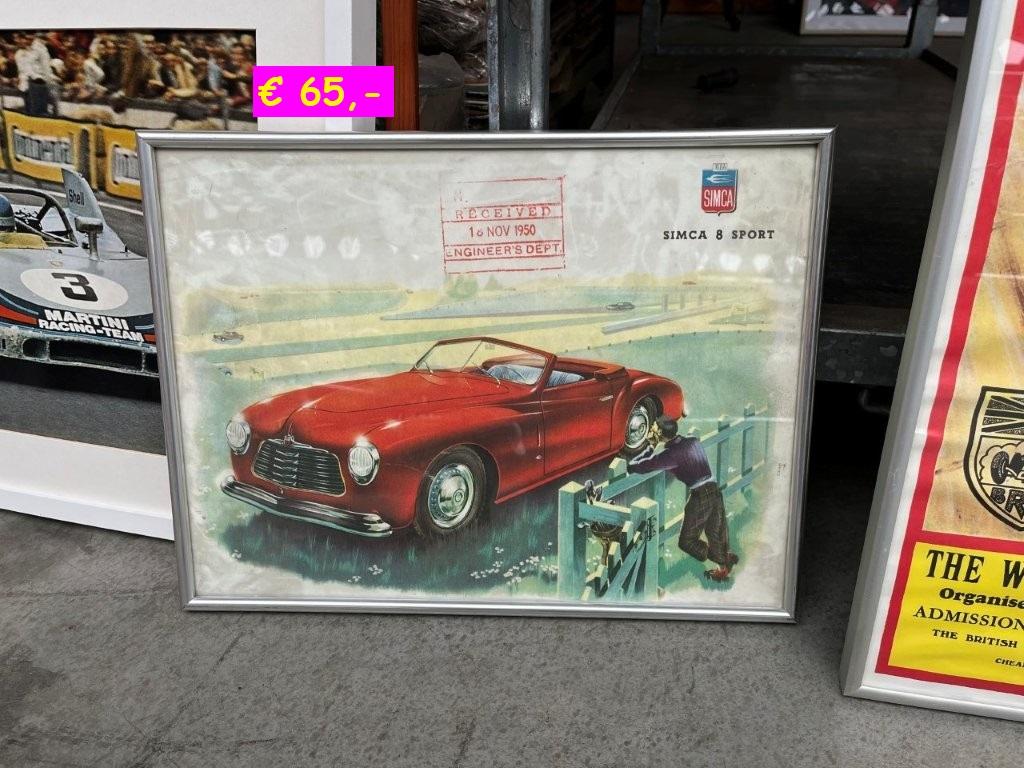 € 65,-
Shell
3
MARTINI
RACING-TEAM
RECEIVED
16 NOV 1950
ENGINEER'S DEPT.
SIMCA
SIMCA 8 SPORT
THE
ADMISSION
THE BRITISH